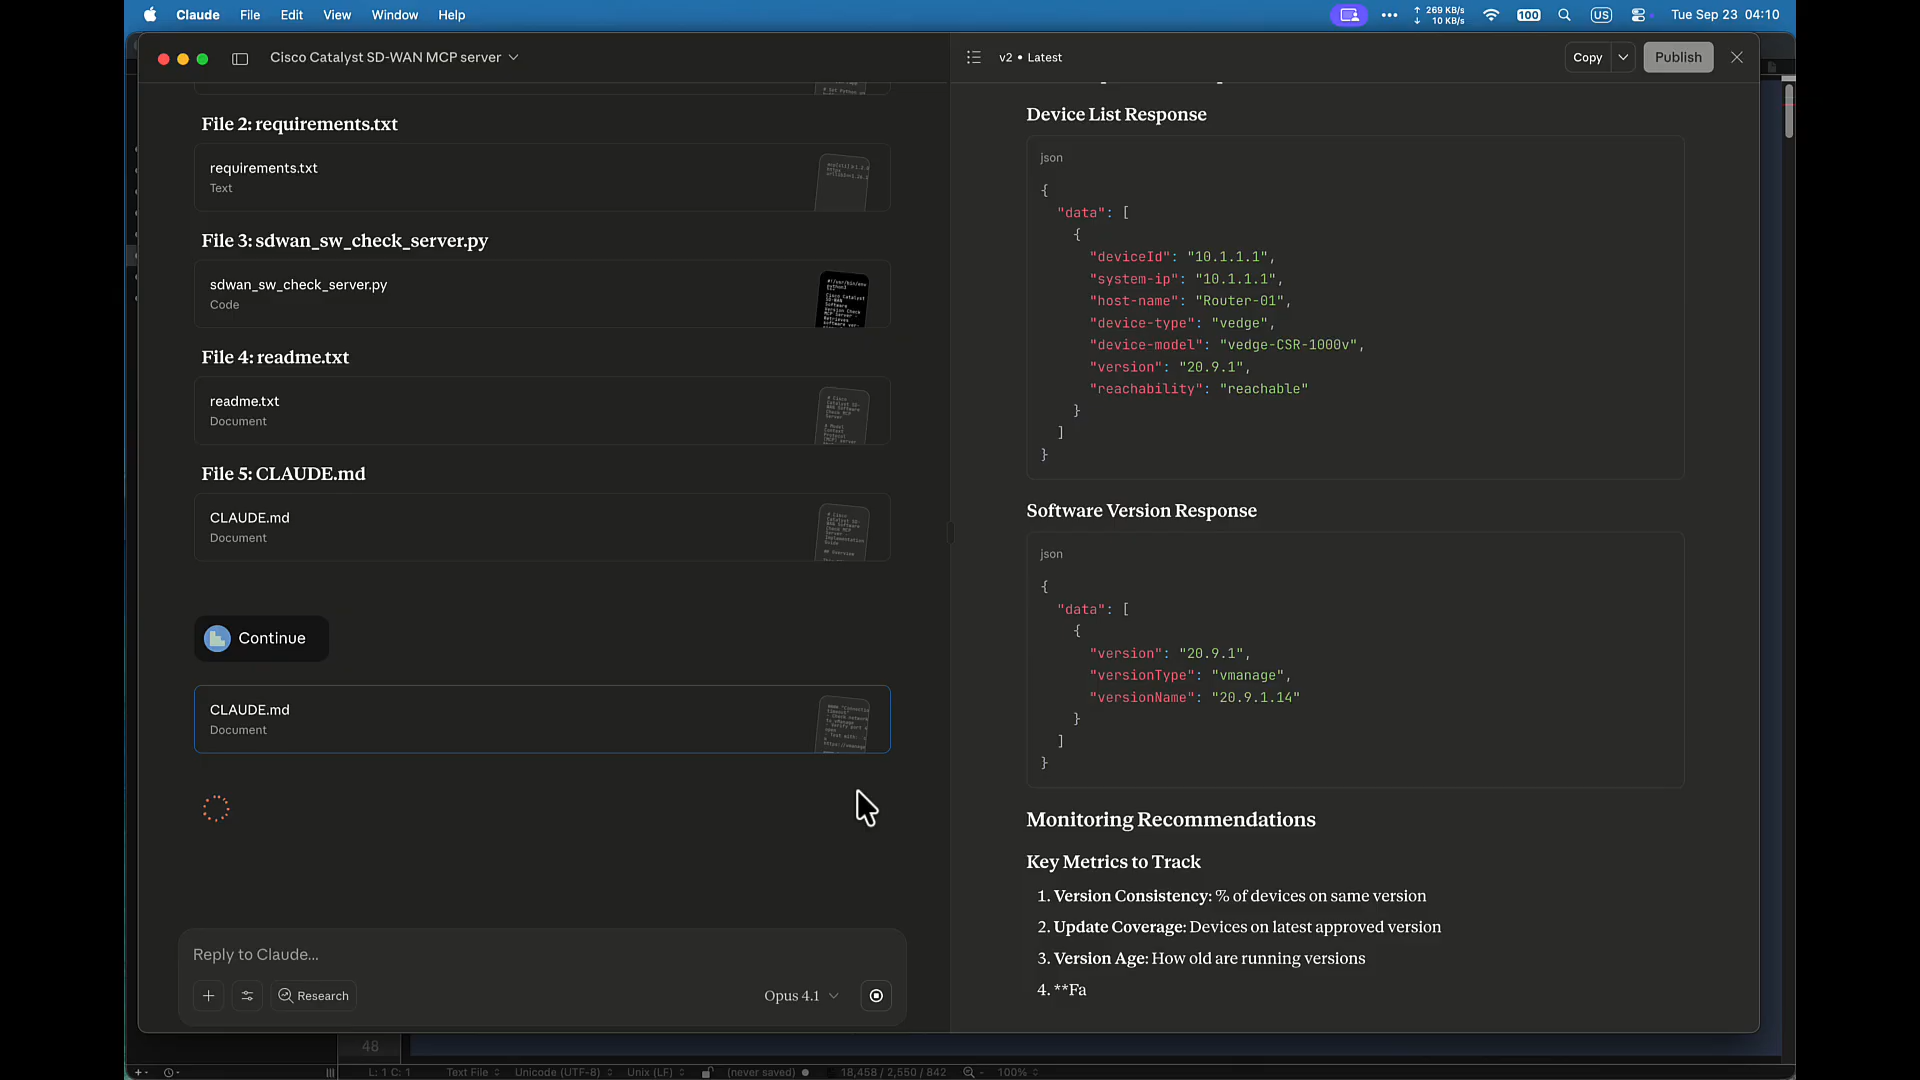 Claude File Edit View Window Help
269 KB/s
10 KB/s
100
US
Tue Sep 23 04:10
Cisco Catalyst SD-WAN MCP server
v2 • Latest
Copy
Publish
File 2: requirements.txt
requirements.txt
Text
File 3: sdwan_sw_check_server.py
sdwan_sw_check_server.py
Code
File 4: readme.txt
readme.txt
Document
File 5: CLAUDE.md
CLAUDE.md
Document
Continue
CLAUDE.md
Document
Reply to Claude...
Research
Opus 4.1
Device List Response
json
{
"data": [
{
"deviceId": "10.1.1.1",
"system-ip": "10.1.1.1",
"host-name": "Router-01",
"device-type": "vedge",
"device-model": "vedge-CSR-1000v",
"version": "20.9.1",
"reachability": "reachable"
}
]
}
Software Version Response
json
{
"data": [
{
"version": "20.9.1",
"versionType": "vmanage",
"versionName": "20.9.1.14"
}
]
}
Monitoring Recommendations
Key Metrics to Track
1. Version Consistency: % of devices on same version
2. Update Coverage: Devices on latest approved version
3. Version Age: How old are running versions
4. **Fa
48
L: 1 C: 1 Text File Unicode (UTF-8) Unix (LF) (never saved) 18,458 / 2,550 / 842 100%